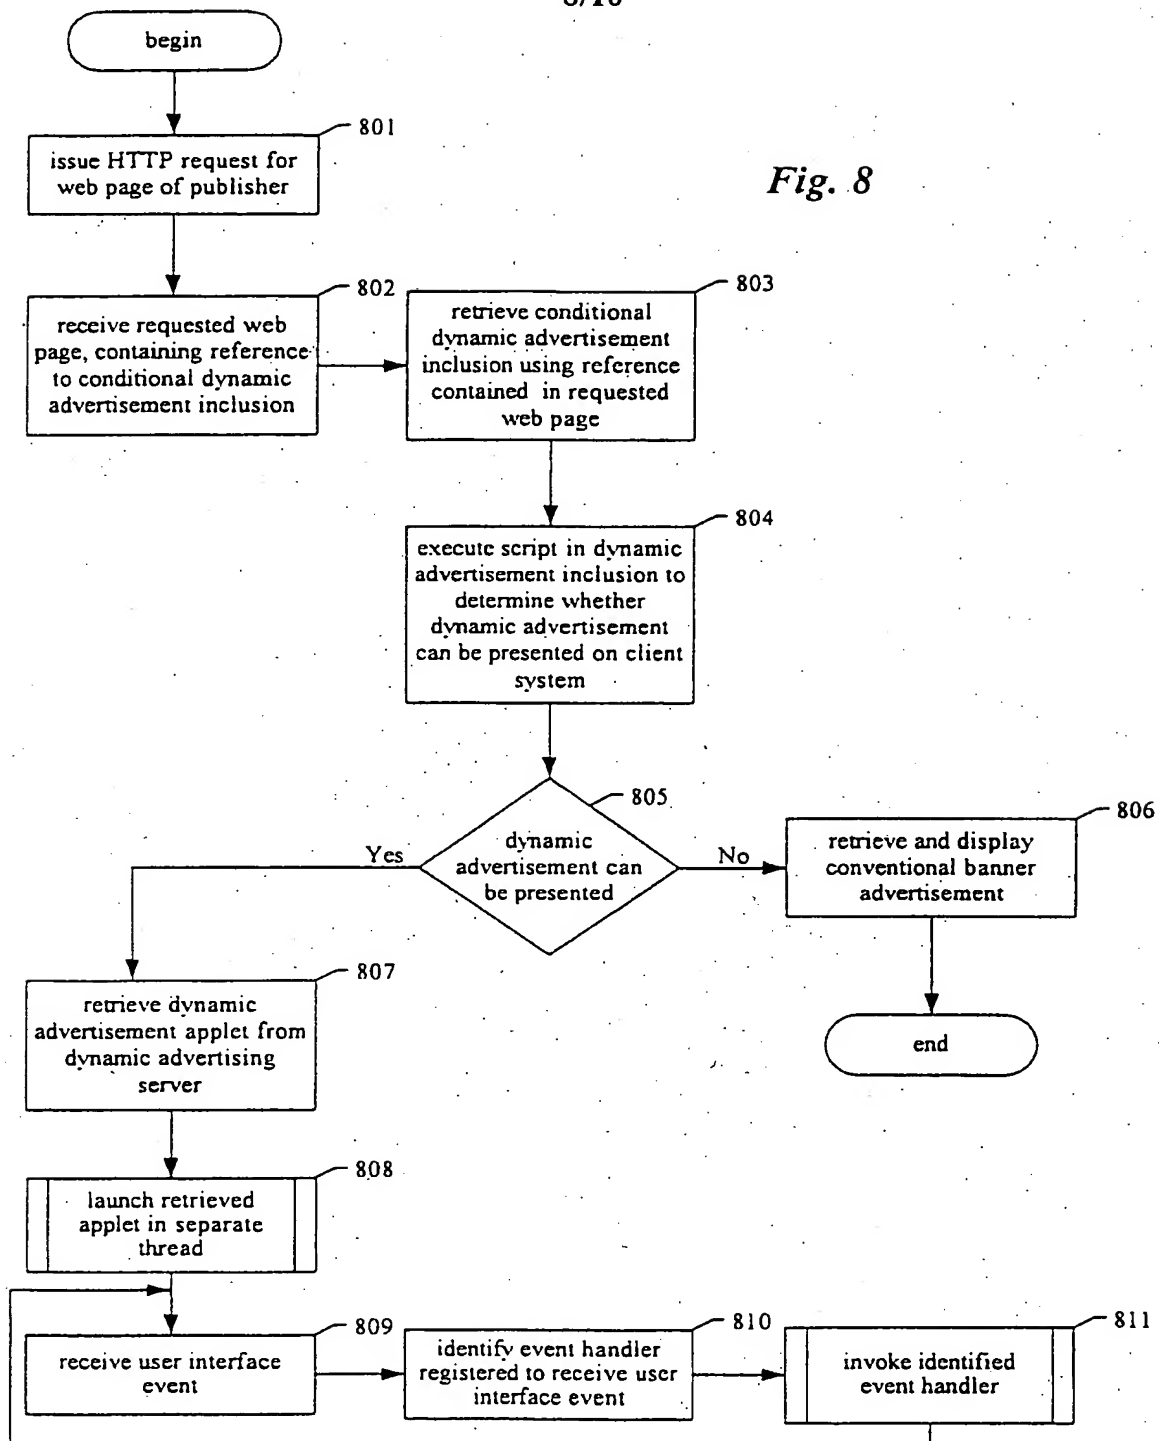 8/16
begin
801
issue HTTP request for
web page of publisher
Fig. 8
802
receive requested web
page, containing reference
to conditional dynamic
advertisement inclusion
803
retrieve conditional
dynamic advertisement
inclusion using reference
contained in requested
web page
804
execute script in dynamic
advertisement inclusion to
determine whether
dynamic advertisement
can be presented on client
system
805
dynamic
advertisement can
be presented
Yes
No
806
retrieve and display
conventional banner
advertisement
end
807
retrieve dynamic
advertisement applet from
dynamic advertising
server
808
launch retrieved
applet in separate
thread
809
receive user interface
event
810
identify event handler
registered to receive user
interface event
811
invoke identified
event handler